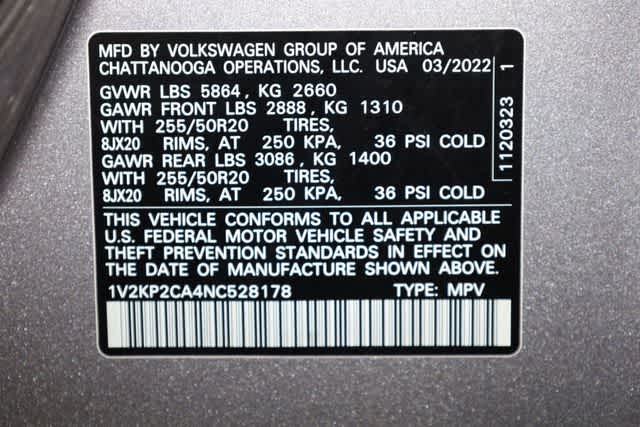 MFD BY VOLKSWAGEN GROUP OF AMERICA
CHATTANOOGA OPERATIONS, LLC. USA 03/2022
GVWR LBS 5864, KG 2660
GAWR FRONT LBS 2888, KG 1310
WITH 255/50R20 TIRES,
8JX20 RIMS, AT 250 KPA, 36 PSI COLD
GAWR REAR LBS 3086, KG 1400
WITH 255/50R20 TIRES,
8JX20 RIMS, AT 250 KPA, 36 PSI COLD
1120323 1
THIS VEHICLE CONFORMS TO ALL APPLICABLE
U.S. FEDERAL MOTOR VEHICLE SAFETY AND
THEFT PREVENTION STANDARDS IN EFFECT ON
THE DATE OF MANUFACTURE SHOWN ABOVE.
1V2KP2CA4NC528178 TYPE: MPV